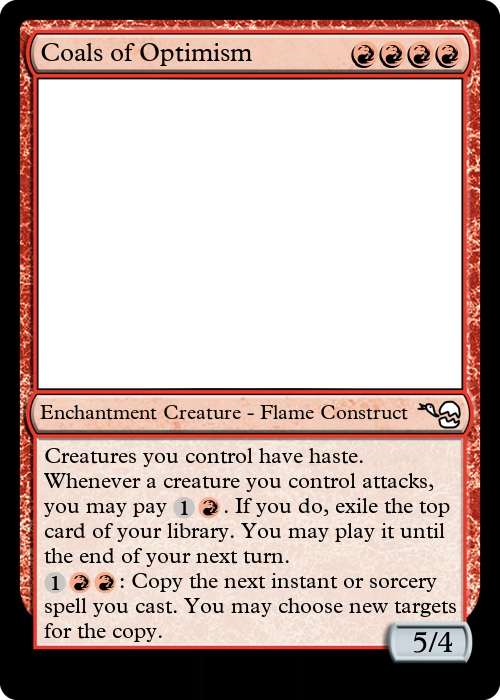 Coals of Optimism
Enchantment Creature - Flame Construct
Creatures you control have haste.
Whenever a creature you control attacks,
you may pay 1 . If you do, exile the top
card of your library. You may play it until
the end of your next turn.
1 : Copy the next instant or sorcery
spell you cast. You may choose new targets
for the copy.
5/4